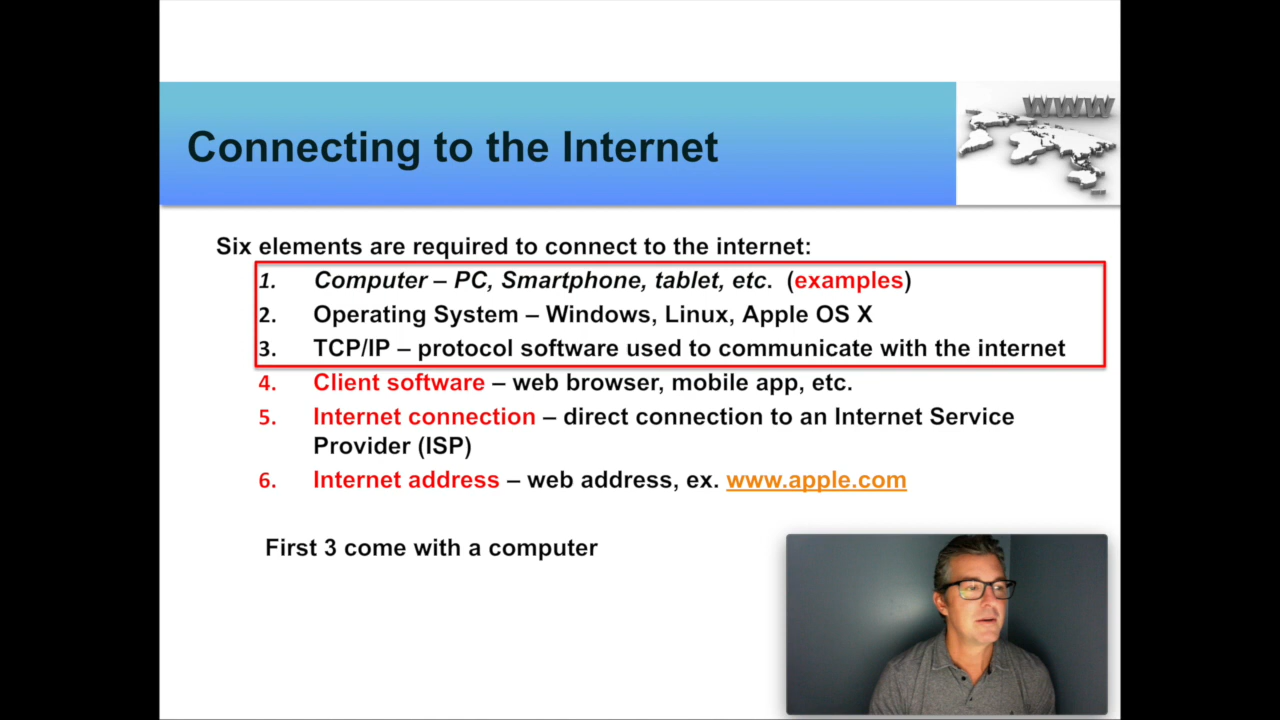 WWW
Connecting to the Internet
Six elements are required to connect to the internet:
1. Computer – PC, Smartphone, tablet, etc. (examples)
2. Operating System – Windows, Linux, Apple OS X
3. TCP/IP – protocol software used to communicate with the internet
4. Client software – web browser, mobile app, etc.
5. Internet connection – direct connection to an Internet Service
Provider (ISP)
6. Internet address – web address, ex. www.apple.com
First 3 come with a computer